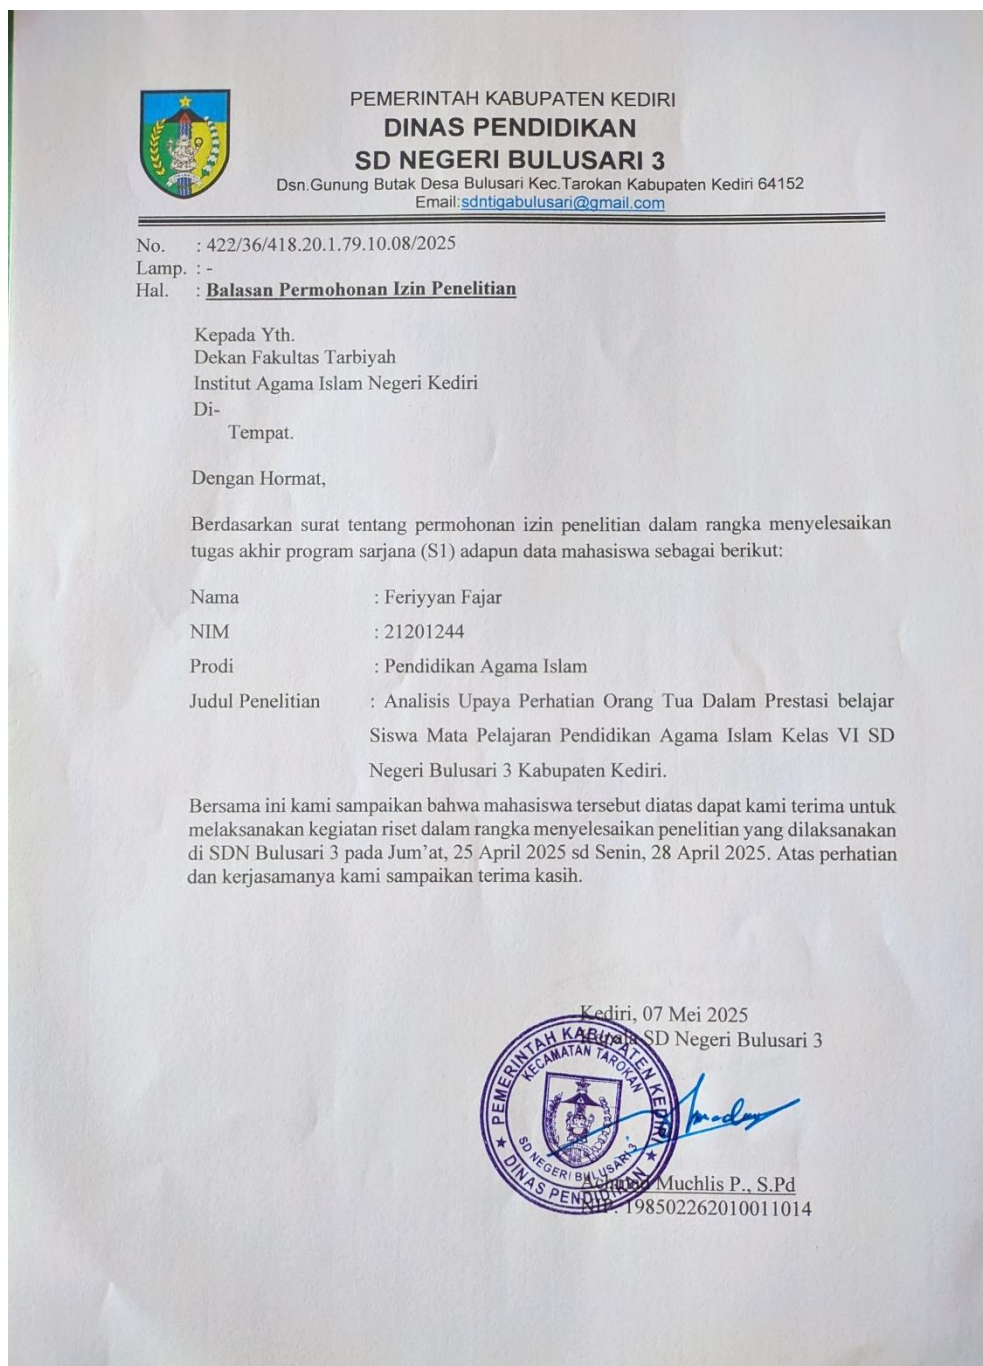 PEMERINTAH KABUPATEN KEDIRI
DINAS PENDIDIKAN
SD NEGERI BULUSARI 3
Dsn.Gunung Butak Desa Bulusari Kec.Tarokan Kabupaten Kediri 64152
Email:sdntigabulusari@gmail.com
No. : 422/36/418.20.1.79.10.08/2025
Lamp. : -
Hal. : Balasan Permohonan Izin Penelitian
Kepada Yth.
Dekan Fakultas Tarbiyah
Institut Agama Islam Negeri Kediri
Di-
Tempat.
Dengan Hormat,
Berdasarkan surat tentang permohonan izin penelitian dalam rangka menyelesaikan
tugas akhir program sarjana (S1) adapun data mahasiswa sebagai berikut:
Nama : Feriyyan Fajar
NIM : 21201244
Prodi : Pendidikan Agama Islam
Judul Penelitian : Analisis Upaya Perhatian Orang Tua Dalam Prestasi belajar
Siswa Mata Pelajaran Pendidikan Agama Islam Kelas VI SD
Negeri Bulusari 3 Kabupaten Kediri.
Bersama ini kami sampaikan bahwa mahasiswa tersebut diatas dapat kami terima untuk
melaksanakan kegiatan riset dalam rangka menyelesaikan penelitian yang dilaksanakan
di SDN Bulusari 3 pada Jum'at, 25 April 2025 sd Senin, 28 April 2025. Atas perhatian
dan kerjasamanya kami sampaikan terima kasih.
Kediri, 07 Mei 2025
Kepala SD Negeri Bulusari 3
PEMERINTAH KABUPATEN KEDIRI
KECAMATAN TAROKAN
SD NEGERI BULUSARI 3
DINAS PENDIDIKAN
Muchlis P., S.Pd
NIP. 198502262010011014